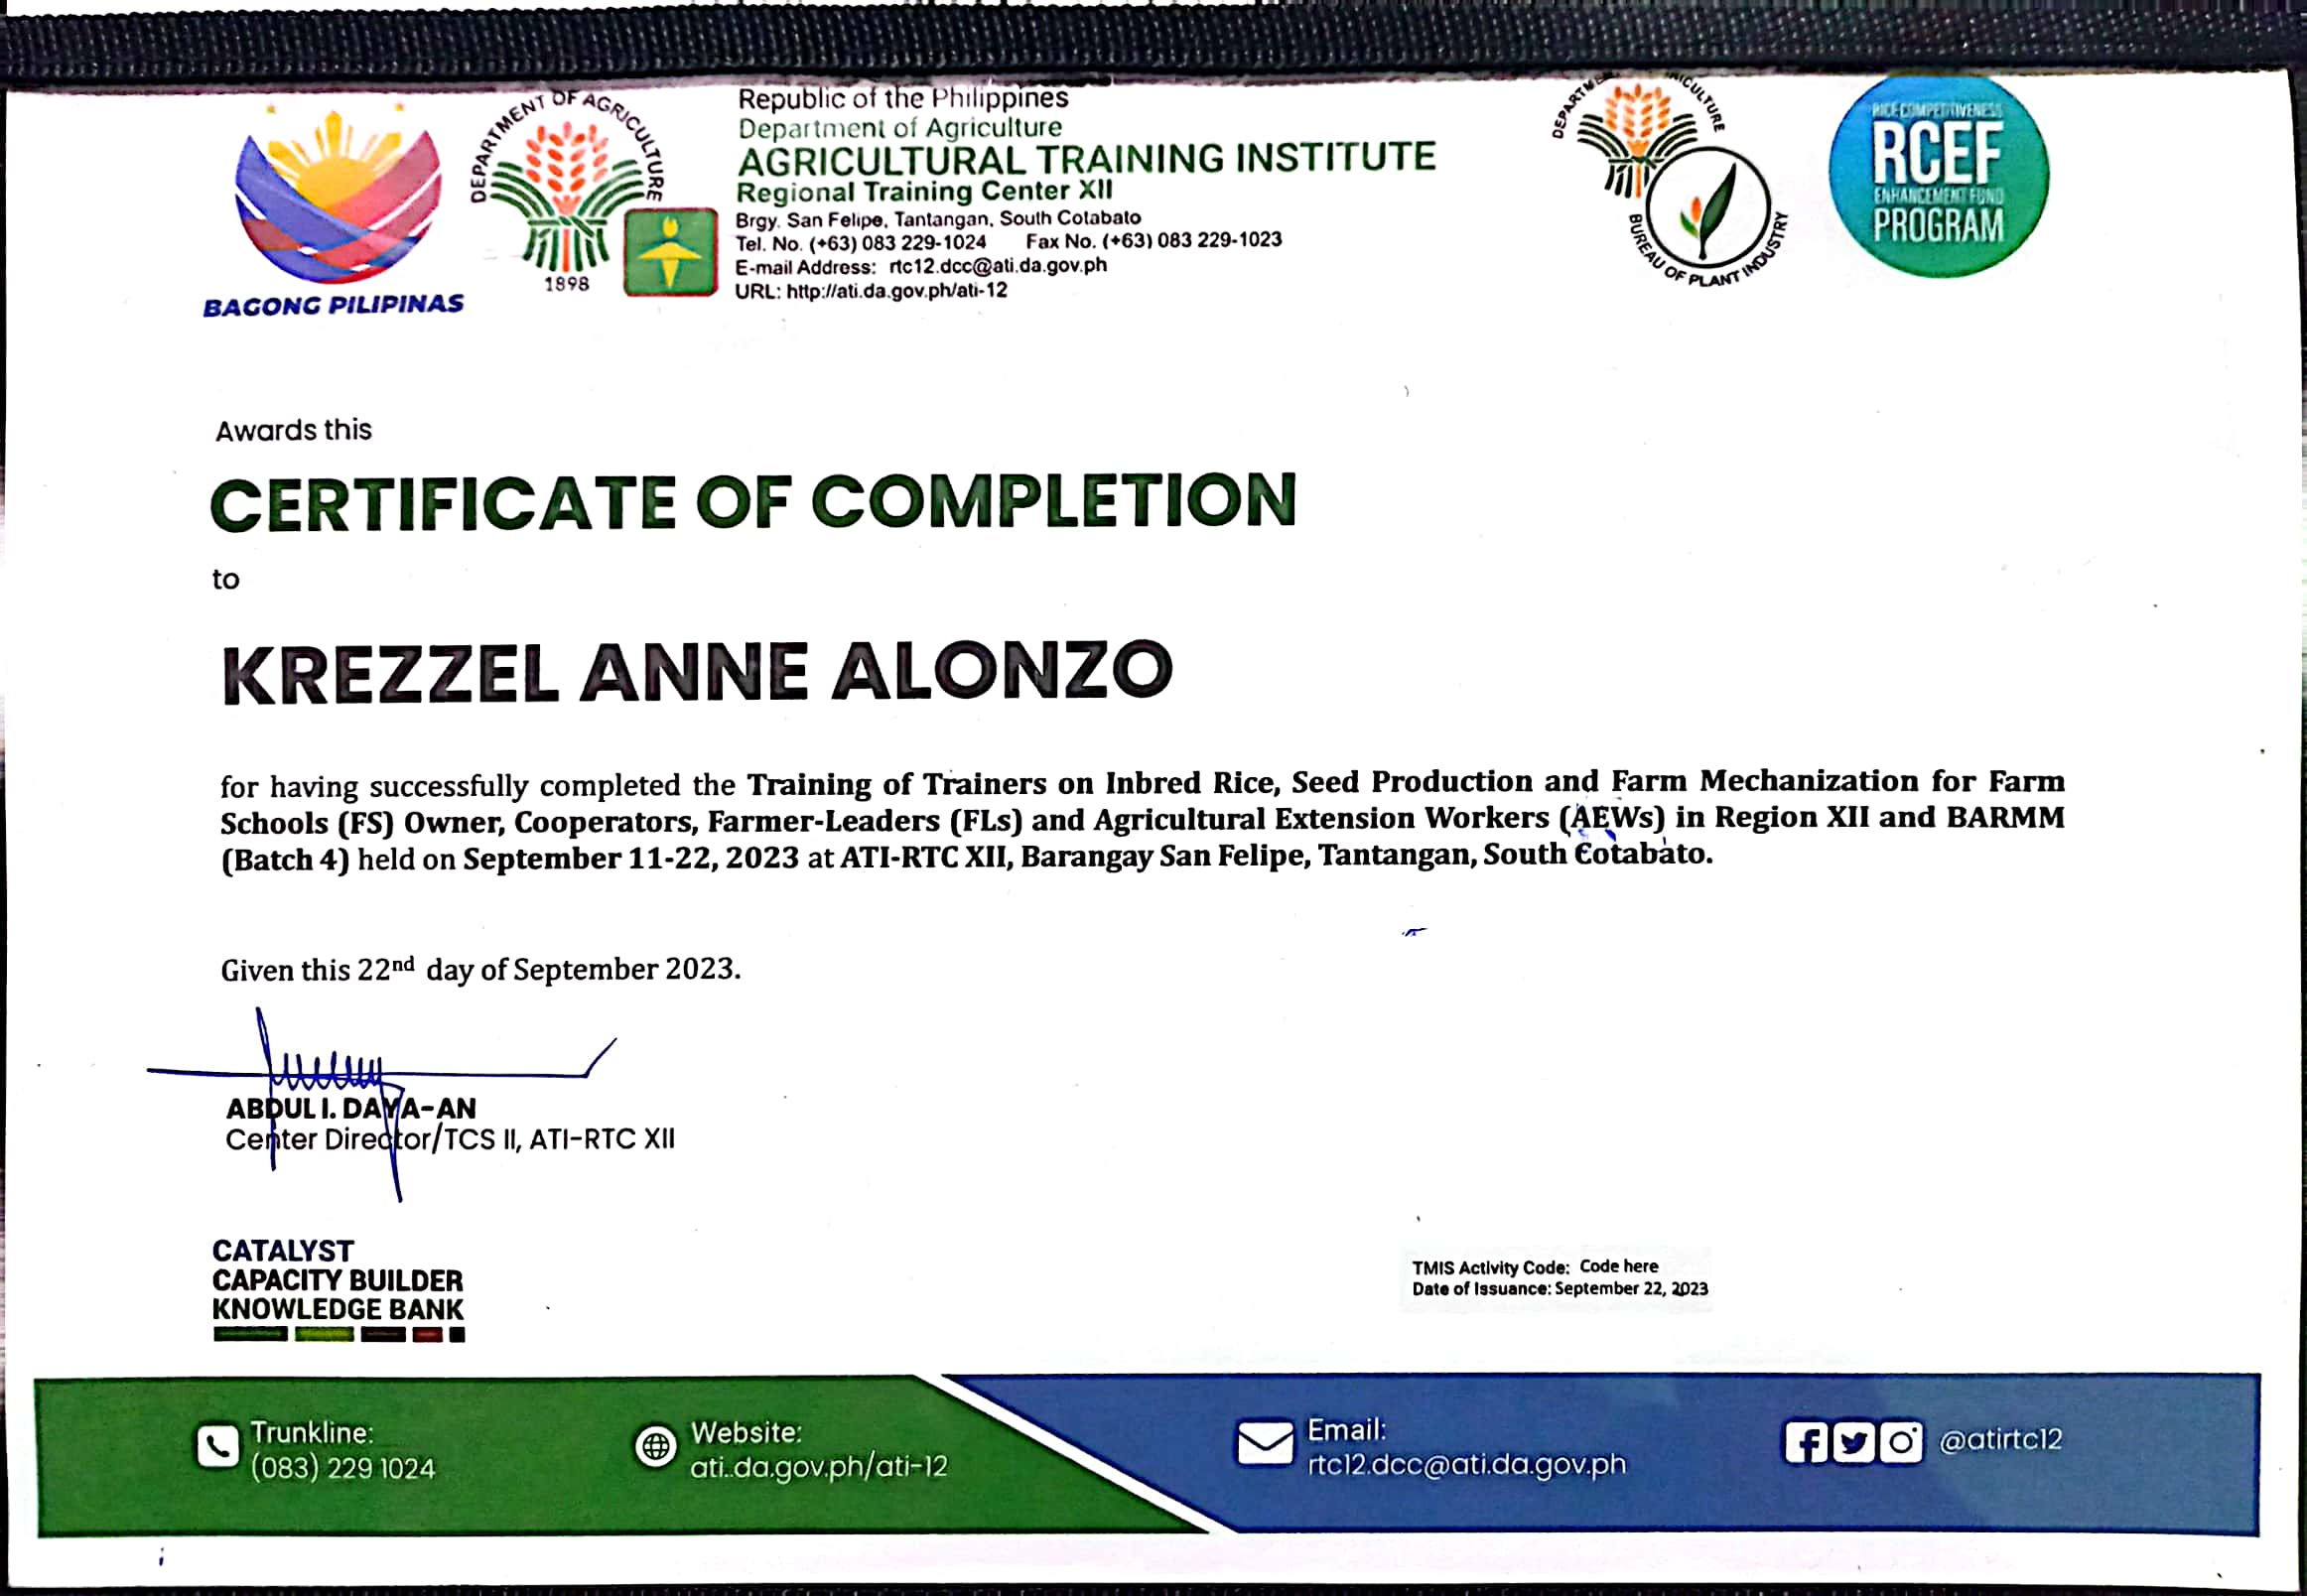 BAGONG PILIPINAS
DEPARTMENT OF AGRICULTURE
1898
Republic of the Philippines
Department of Agriculture
AGRICULTURAL TRAINING INSTITUTE
Regional Training Center XII
Brgy. San Felipe, Tantangan, South Cotabato
Tel. No. (+63) 083 229-1024 Fax No. (+63) 083 229-1023
E-mail Address: rtc12.dcc@ati.da.gov.ph
URL: http://ati.da.gov.ph/ati-12
BUREAU OF PLANT INDUSTRY
RICE COMPETITIVENESS
RCEF
ENHANCEMENT FUND
PROGRAM
Awards this
CERTIFICATE OF COMPLETION
to
KREZZEL ANNE ALONZO
for having successfully completed the Training of Trainers on Inbred Rice, Seed Production and Farm Mechanization for Farm
Schools (FS) Owner, Cooperators, Farmer-Leaders (FLs) and Agricultural Extension Workers (AEWs) in Region XII and BARMM
(Batch 4) held on September 11-22, 2023 at ATI-RTC XII, Barangay San Felipe, Tantangan, South Cotabato.
Given this 22nd day of September 2023.
ABDUL I. DAYA-AN
Center Director/TCS II, ATI-RTC XII
CATALYST
CAPACITY BUILDER
KNOWLEDGE BANK
TMIS Activity Code: Code here
Date of Issuance: September 22, 2023
Trunkline:
(083) 229 1024
Website:
ati.da.gov.ph/ati-12
Email:
rtc12.dcc@ati.da.gov.ph
@atirtc12